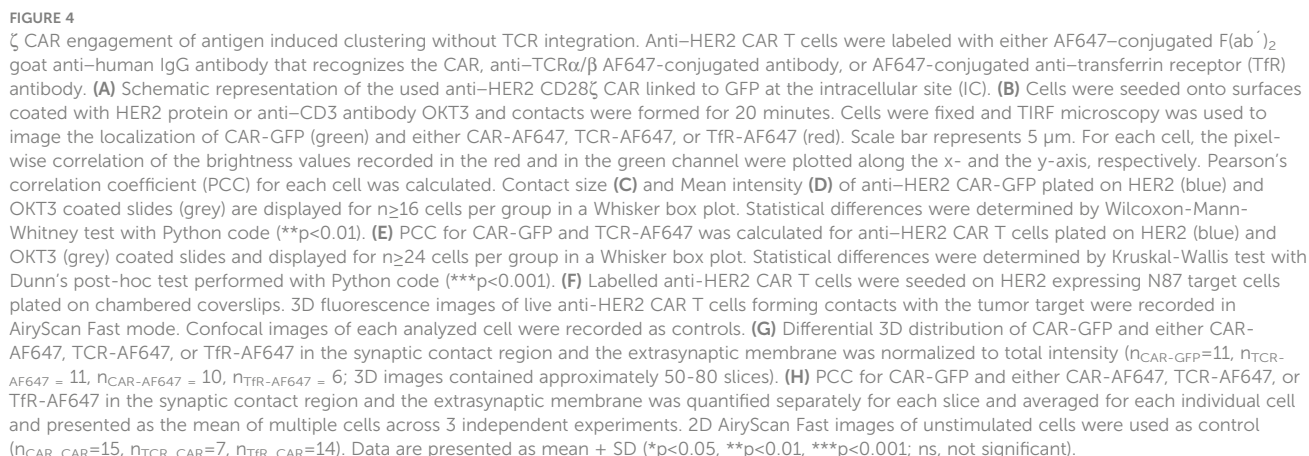 FIGURE 4
ζ CAR engagement of antigen induced clustering without TCR integration. Anti–HER2 CAR T cells were labeled with either AF647–conjugated F(ab´)2
goat anti–human IgG antibody that recognizes the CAR, anti–TCRα/β AF647-conjugated antibody, or AF647-conjugated anti–transferrin receptor (TfR)
antibody. (A) Schematic representation of the used anti–HER2 CD28ζ CAR linked to GFP at the intracellular site (IC). (B) Cells were seeded onto surfaces
coated with HER2 protein or anti–CD3 antibody OKT3 and contacts were formed for 20 minutes. Cells were fixed and TIRF microscopy was used to
image the localization of CAR-GFP (green) and either CAR-AF647, TCR-AF647, or TfR-AF647 (red). Scale bar represents 5 µm. For each cell, the pixel-
wise correlation of the brightness values recorded in the red and in the green channel were plotted along the x- and the y-axis, respectively. Pearson's
correlation coefficient (PCC) for each cell was calculated. Contact size (C) and Mean intensity (D) of anti–HER2 CAR-GFP plated on HER2 (blue) and
OKT3 coated slides (grey) are displayed for n≥16 cells per group in a Whisker box plot. Statistical differences were determined by Wilcoxon-Mann-
Whitney test with Python code (**p<0.01). (E) PCC for CAR-GFP and TCR-AF647 was calculated for anti–HER2 CAR T cells plated on HER2 (blue) and
OKT3 (grey) coated slides and displayed for n≥24 cells per group in a Whisker box plot. Statistical differences were determined by Kruskal-Wallis test with
Dunn's post-hoc test performed with Python code (***p<0.001). (F) Labelled anti-HER2 CAR T cells were seeded on HER2 expressing N87 target cells
plated on chambered coverslips. 3D fluorescence images of live anti-HER2 CAR T cells forming contacts with the tumor target were recorded in
AiryScan Fast mode. Confocal images of each analyzed cell were recorded as controls. (G) Differential 3D distribution of CAR-GFP and either CAR-
AF647, TCR-AF647, or TfR-AF647 in the synaptic contact region and the extrasynaptic membrane was normalized to total intensity (nCAR-GFP=11, nTCR-
AF647 = 11, nCAR-AF647 = 10, nTfR-AF647 = 6; 3D images contained approximately 50-80 slices). (H) PCC for CAR-GFP and either CAR-AF647, TCR-AF647, or
TfR-AF647 in the synaptic contact region and the extrasynaptic membrane was quantified separately for each slice and averaged for each individual cell
and presented as the mean of multiple cells across 3 independent experiments. 2D AiryScan Fast images of unstimulated cells were used as control
(nCAR_CAR=15, nTCR_CAR=7, nTfR_CAR=14). Data are presented as mean + SD (*p<0.05, **p<0.01, ***p<0.001; ns, not significant).